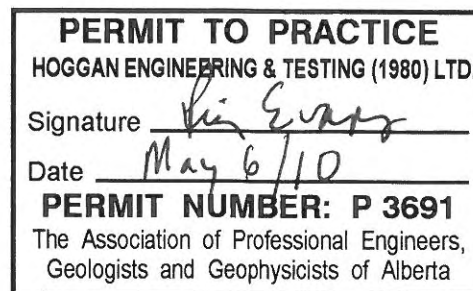 PERMIT TO PRACTICE
HOGGAN ENGINEERING & TESTING (1980) LTD
Signature Evans
Date May 6/10
PERMIT NUMBER: P 3691
The Association of Professional Engineers,
Geologists and Geophysicists of Alberta